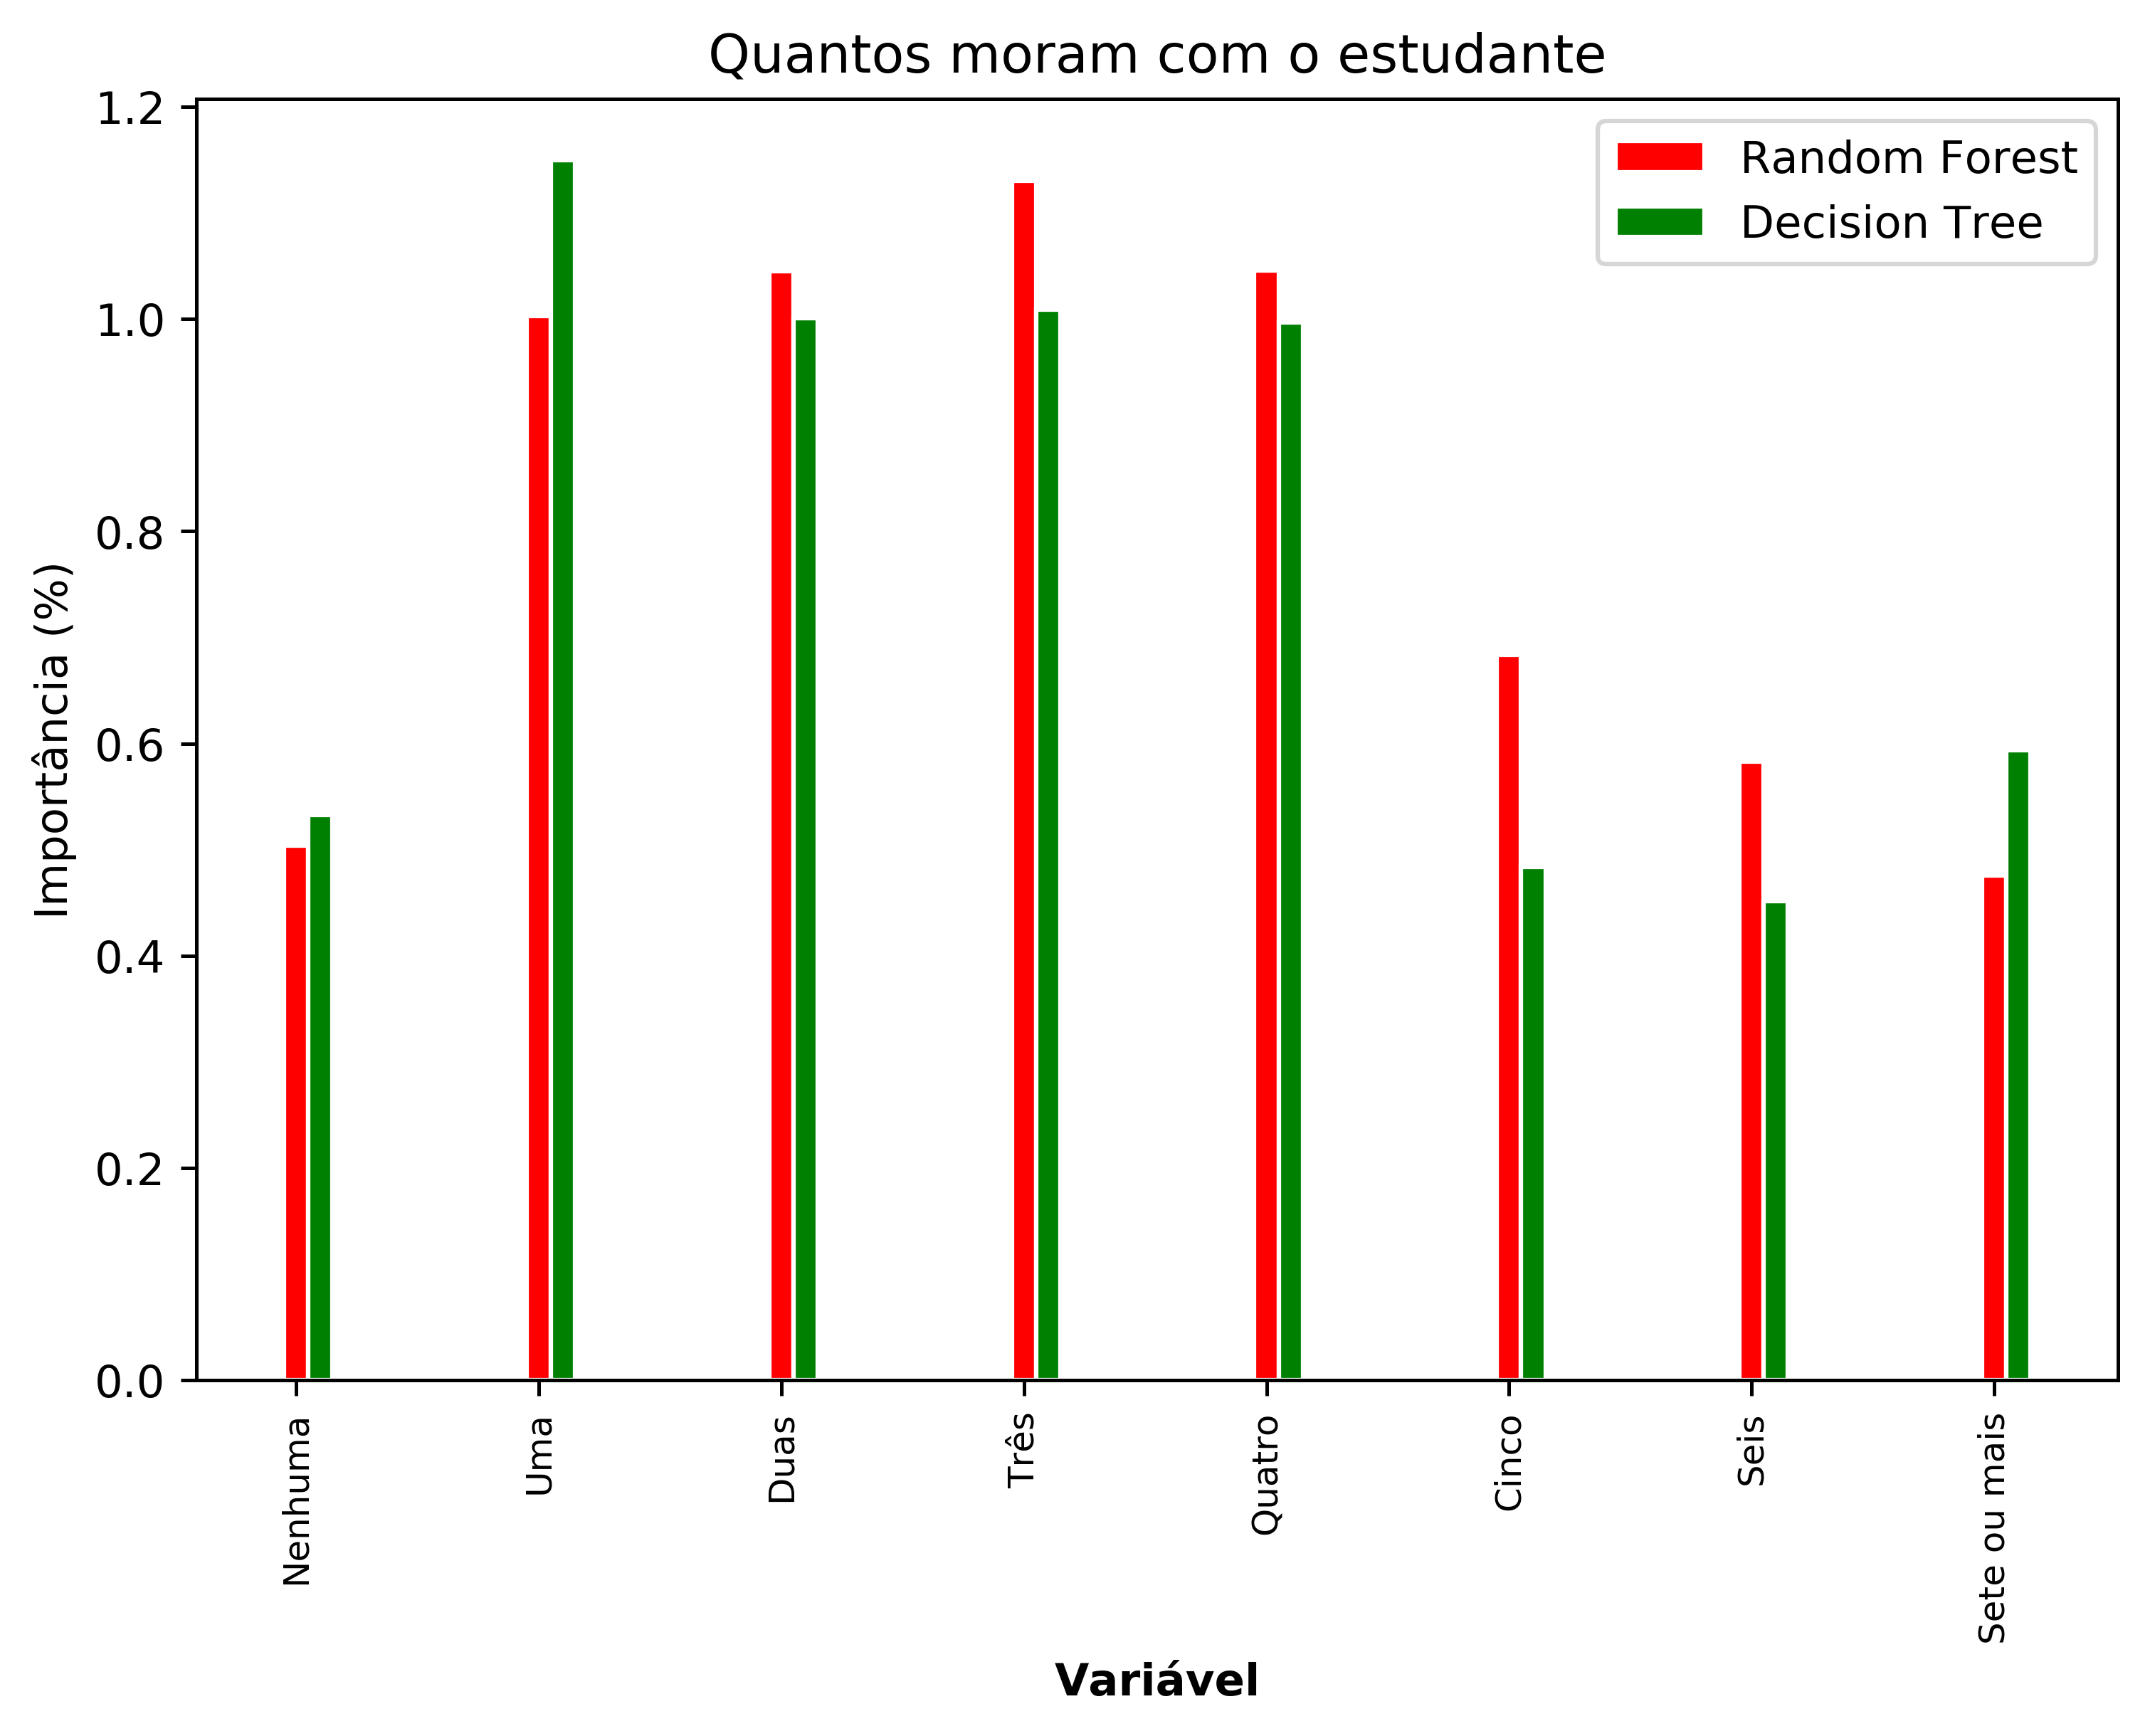 Quantos moram com o estudante
Random Forest
Decision Tree
1.2
1.0
0.8
0.6
0.4
0.2
0.0
Importância (%)
Nenhuma
Uma
Duas
Três
Quatro
Cinco
Seis
Sete ou mais
Variável